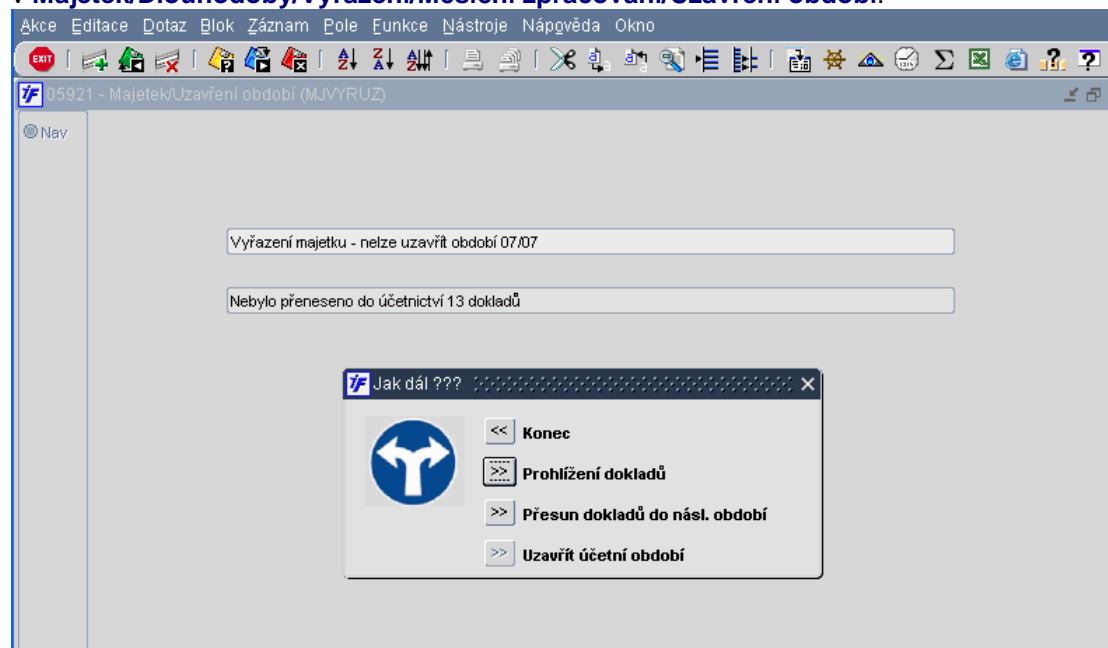 v Majetek/Dlouhodobý/Vyřazení/Měsíční zpracování/Uzavření období.
Akce Editace Dotaz Blok Záznam Pole Funkce Nástroje Nápověda Okno
EXIT
05921 - Majetek/Uzavření období (MJVYRUZ)
Nav
Vyřazení majetku - nelze uzavřít období 07/07
Nebylo přeneseno do účetnictví 13 dokladů
Jak dál ???
<< Konec
>> Prohlížení dokladů
>> Přesun dokladů do násl. období
>> Uzavřít účetní období